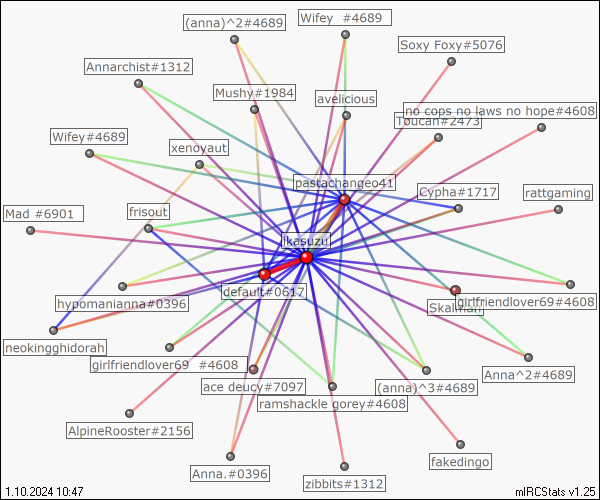 (anna)^2#4689
Wifey #4689
Soxy Foxy#5076
Annarchist#1312
Mushy#1984
avelicious
no cops no laws no hope#4608
Toucan#2473
Wifey#4689
xenoyaut
pastachangeo41
Cypha#1717
rattgaming
Mad #6901
frisout
ikasuzu
default#0617
hypomanianna#0396
Skalman
girlfriendlover69#4608
neokingghidorah
girlfriendlover69 #4608
ace deucy#7097
(anna)^3#4689
Anna^2#4689
ramshackle gorey#4608
AlpineRooster#2156
Anna.#0396
zibbits#1312
fakedingo
1.10.2024 10:47
mIRCStats v1.25